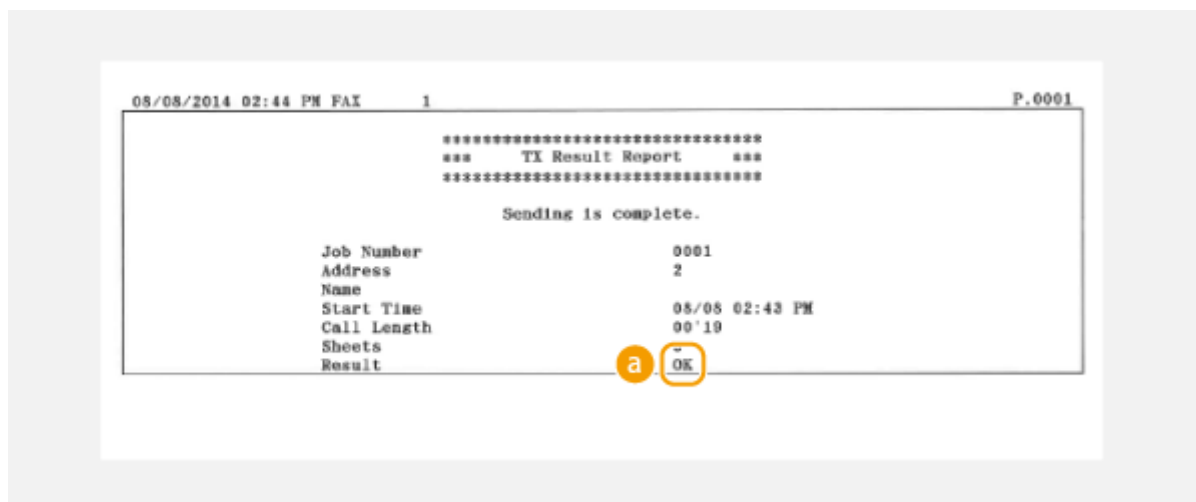 08/08/2014 02:44 PM FAX 1 P.0001
********************************
*** TX Result Report ***
********************************
Sending is complete.
Job Number 0001
Address 2
Name
Start Time 08/08 02:43 PM
Call Length 00'19
Sheets
Result a OK